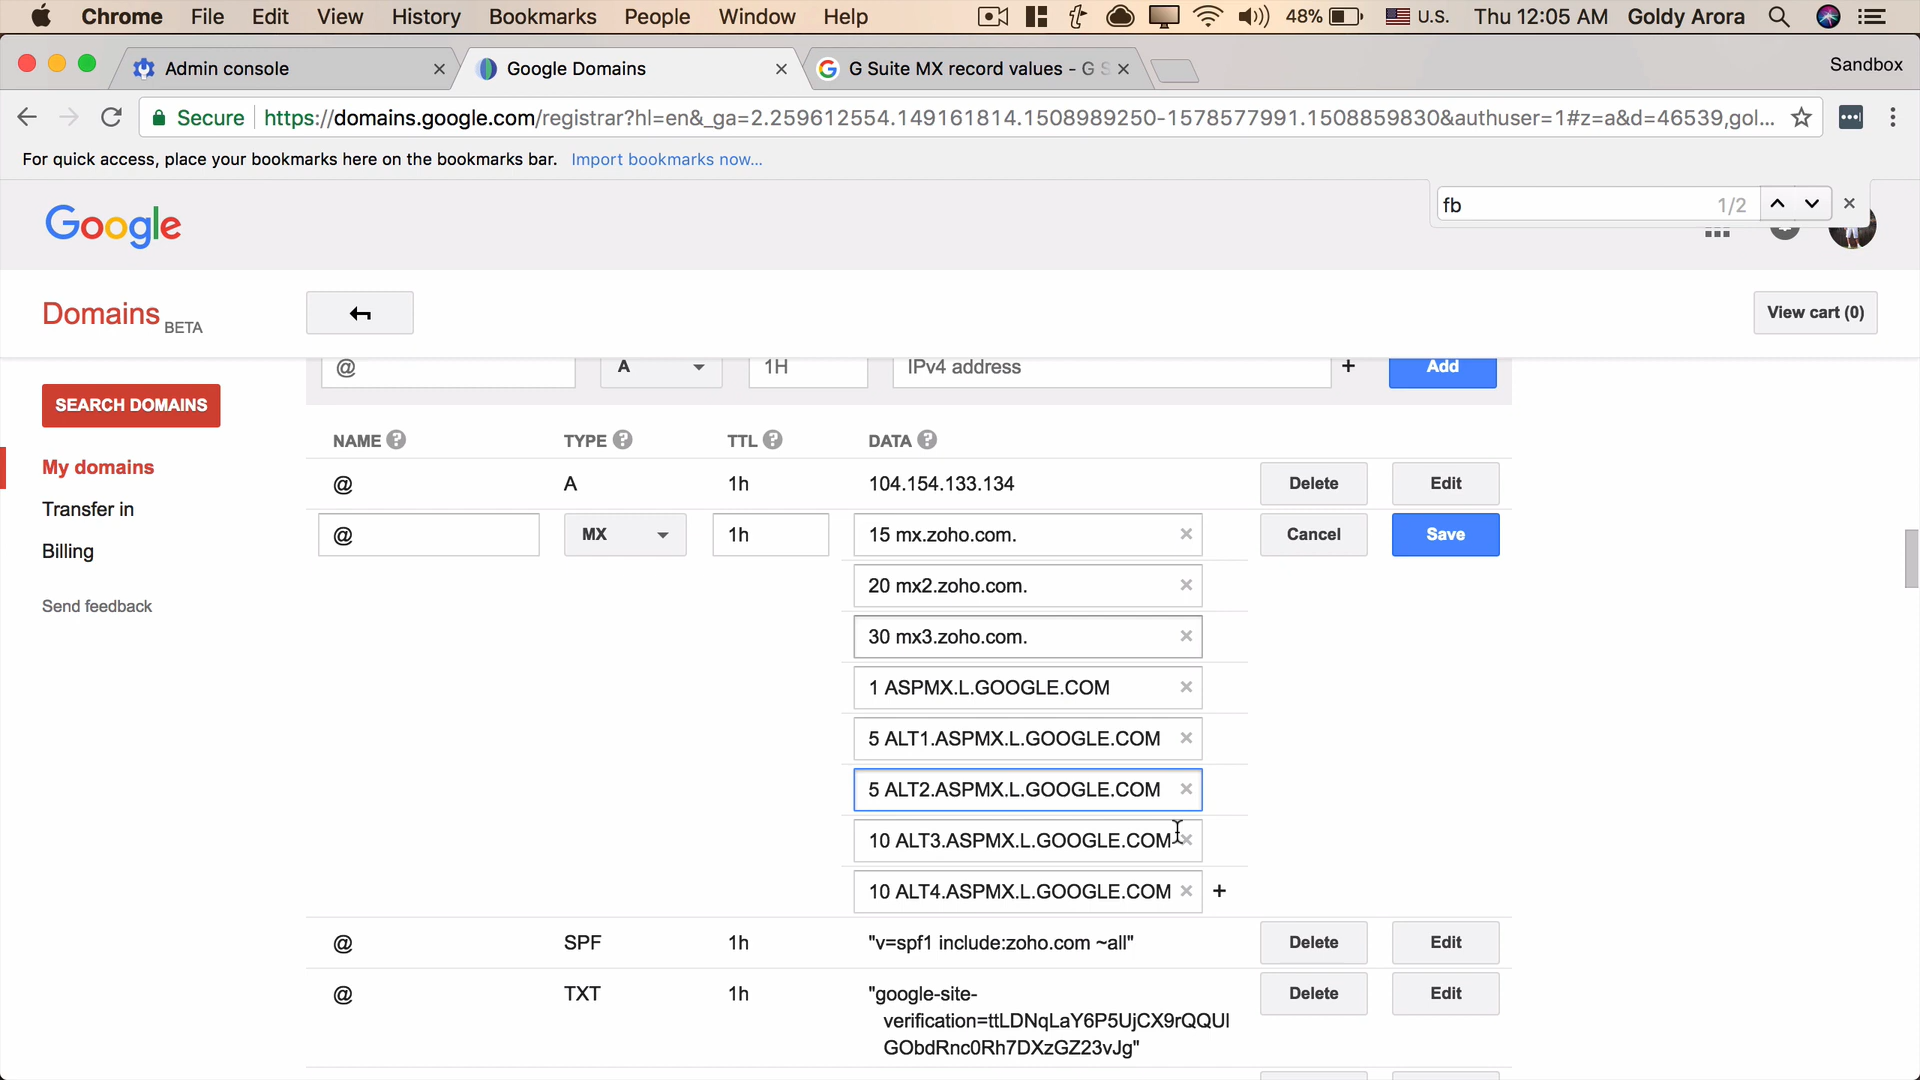 Chrome File Edit View History Bookmarks People Window Help 48% U.S. Thu 12:05 AM Goldy Arora
Admin console Google Domains G Suite MX record values - G S Sandbox
Secure https://domains.google.com/registrar?hl=en&_ga=2.259612554.149161814.1508989250-1578577991.1508859830&authuser=1#z=a&d=46539,gol...
For quick access, place your bookmarks here on the bookmarks bar. Import bookmarks now...
fb 1/2
Google
Domains BETA View cart (0)
@ A 1H IPv4 address + Add
SEARCH DOMAINS
My domains
Transfer in
Billing
Send feedback
NAME ? TYPE ? TTL ? DATA ?
@ A 1h 104.154.133.134 Delete Edit
@ MX 1h 15 mx.zoho.com. Cancel Save
20 mx2.zoho.com.
30 mx3.zoho.com.
1 ASPMX.L.GOOGLE.COM
5 ALT1.ASPMX.L.GOOGLE.COM
5 ALT2.ASPMX.L.GOOGLE.COM
10 ALT3.ASPMX.L.GOOGLE.COM
10 ALT4.ASPMX.L.GOOGLE.COM +
@ SPF 1h "v=spf1 include:zoho.com ~all" Delete Edit
@ TXT 1h "google-site- Delete Edit
verification=ttLDNqLaY6P5UjCX9rQQUI
GObdRnc0Rh7DXzGZ23vJg"